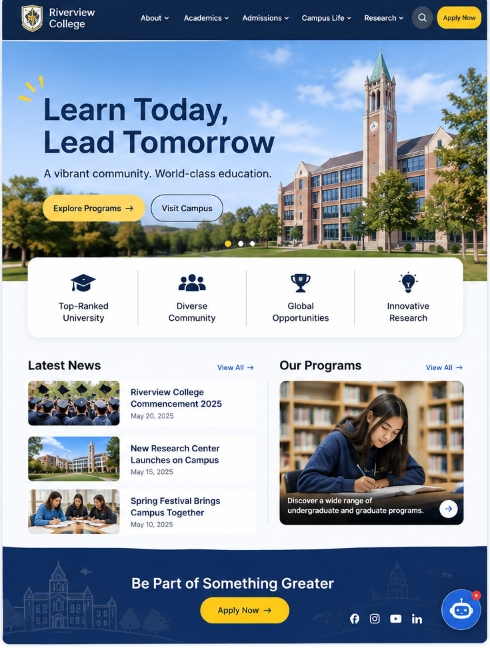 Riverview
College
About
Academics
Admissions
Campus Life
Research
Apply Now
Learn Today,
Lead Tomorrow
A vibrant community. World-class education.
Explore Programs →
Visit Campus
Top-Ranked
University
Diverse
Community
Global
Opportunities
Innovative
Research
Latest News
View All →
Riverview College
Commencement 2025
May 20, 2025
New Research Center
Launches on Campus
May 15, 2025
Spring Festival Brings
Campus Together
May 10, 2025
Our Programs
View All →
Discover a wide range of
undergraduate and graduate programs.
Be Part of Something Greater
Apply Now →